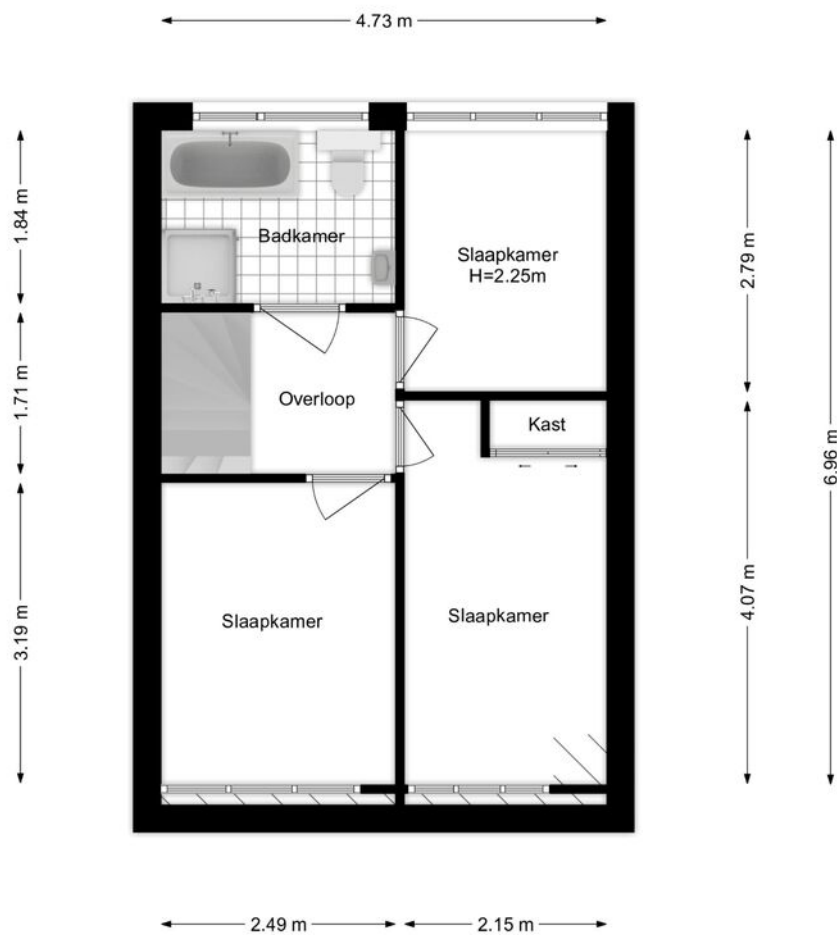 4.73 m
1.84 m
Badkamer
Slaapkamer
H=2.25m
2.79 m
1.71 m
Overloop
Kast
6.96 m
3.19 m
Slaapkamer
Slaapkamer
4.07 m
2.49 m
2.15 m